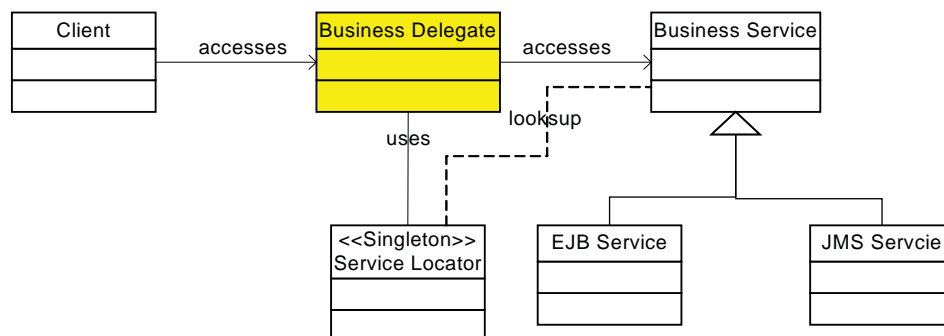 Client
accesses
Business Delegate
accesses
Business Service
uses
looksup
<<Singleton>>
Service Locator
EJB Service
JMS Servcie